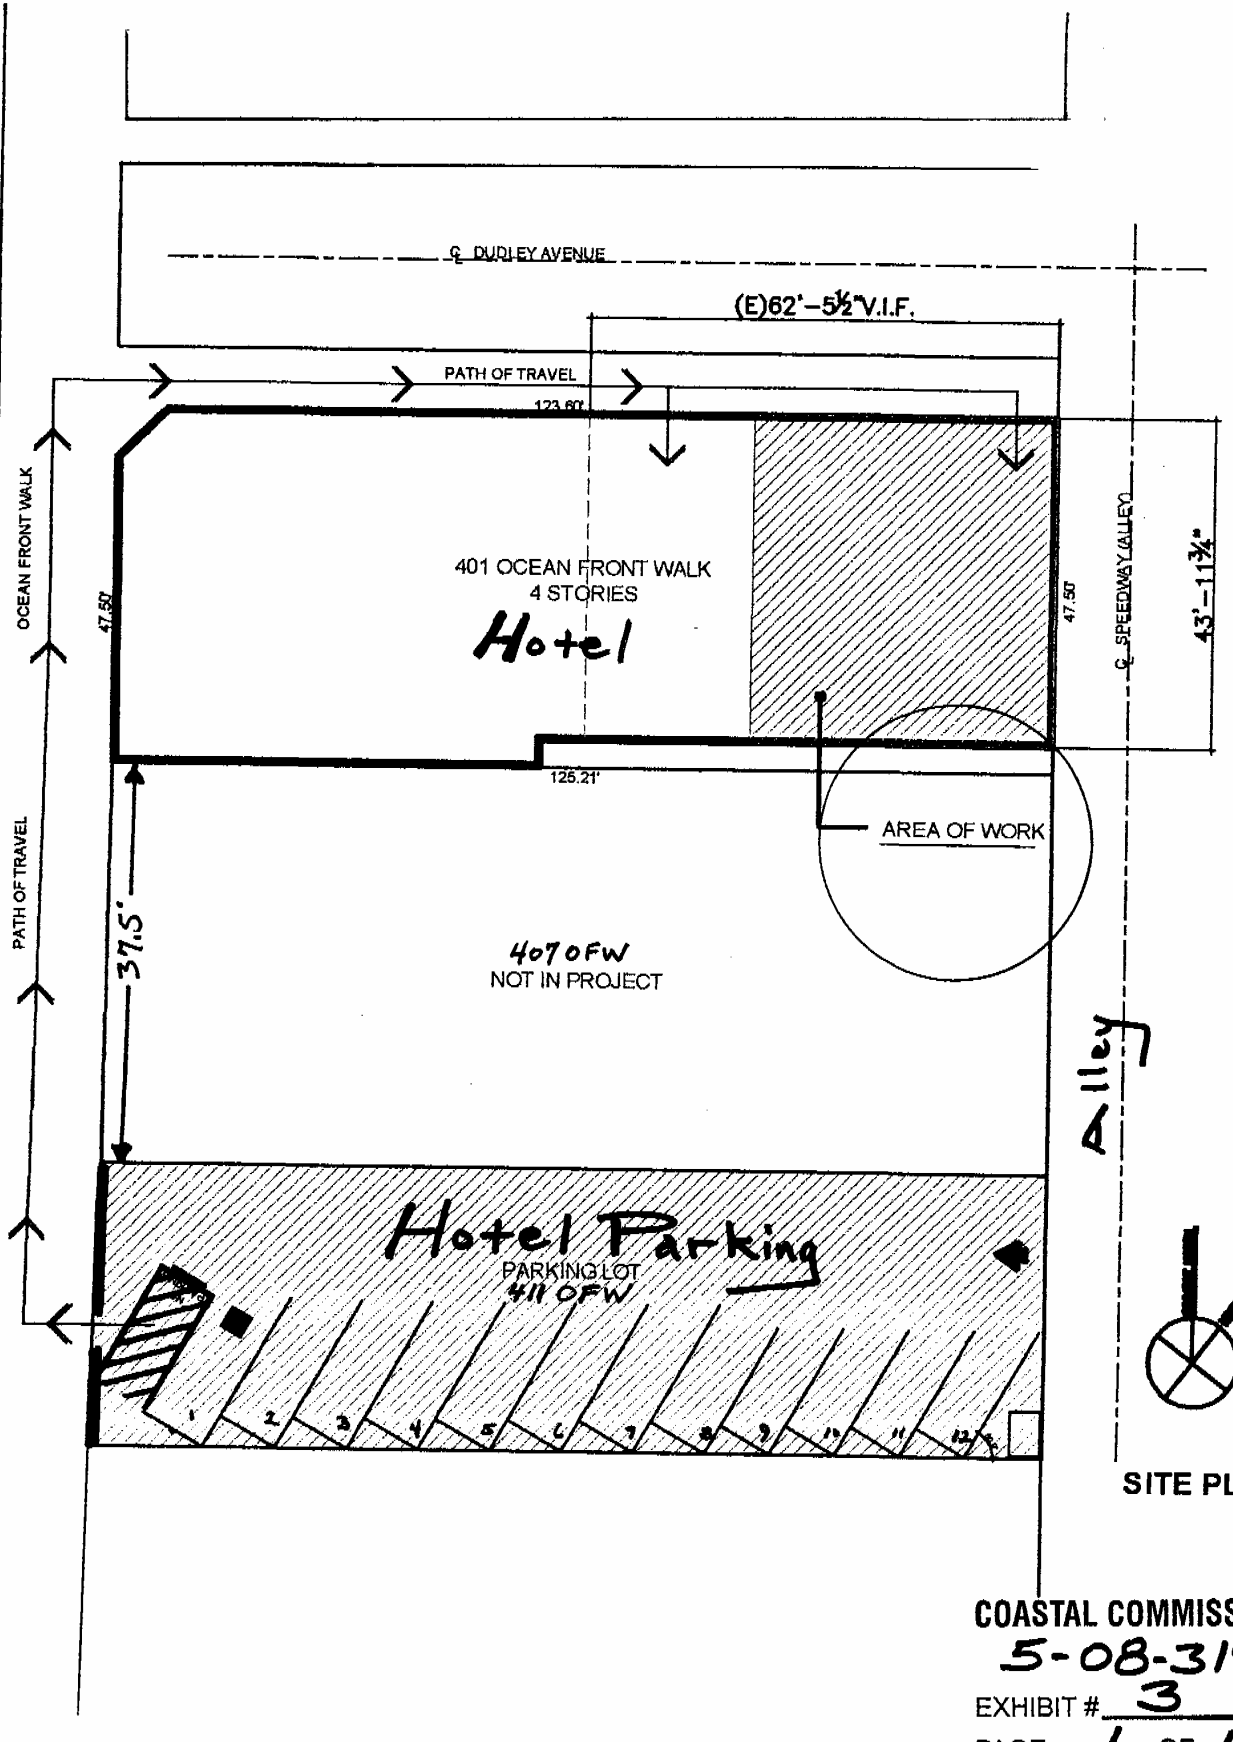 ℄ DUDLEY AVENUE
(E)62'-5½"V.I.F.
PATH OF TRAVEL
123.60'
OCEAN FRONT WALK
47.50'
401 OCEAN FRONT WALK
4 STORIES
Hotel
47.50'
℄ SPEEDWAY (ALLEY)
43'-11¾"
125.21'
AREA OF WORK
PATH OF TRAVEL
37.5'
407 OFW
NOT IN PROJECT
Alley
Hotel Parking
PARKING LOT
411 OFW
1 2 3 4 5 6 7 8 9 10 11 12
SITE PL
COASTAL COMMISS
5-08-31
EXHIBIT # 3